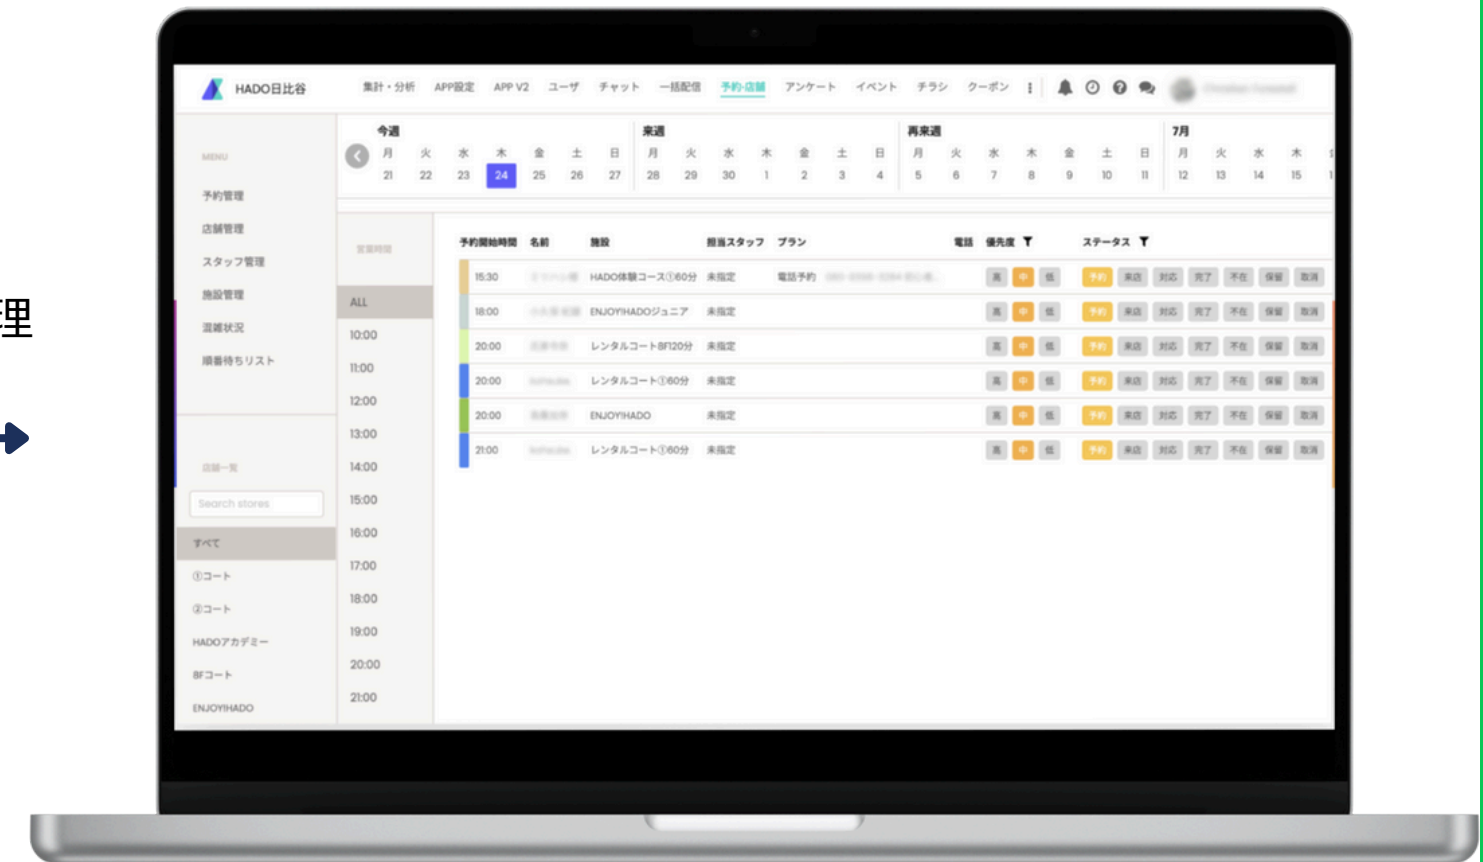 理
HADO日比谷
集計・分析 APP設定 APP V2 ユーザ チャット 一括配信 予約·店舗 アンケート イベント チラシ クーポン
MENU
予約管理
店舗管理
スタッフ管理
施設管理
混雑状況
順番待ちリスト
店舗一覧
Search stores
すべて
①コート
②コート
HADOアカデミー
8Fコート
ENJOY!HADO
今週 来週 再来週 7月
月 火 水 木 金 土 日 月 火 水 木 金 土 日 月 火 水 木 金 土 日 月 火 水 木
21 22 23 24 25 26 27 28 29 30 1 2 3 4 5 6 7 8 9 10 11 12 13 14 15 1
営業時間
ALL
10:00
11:00
12:00
13:00
14:00
15:00
16:00
17:00
18:00
19:00
20:00
21:00
予約開始時間 名前 施設 担当スタッフ プラン 電話 優先度 ステータス
15:30 HADO体験コース①60分 未指定 電話予約 高 中 低 予約 来店 対応 完了 不在 保留 取消
18:00 ENJOY!HADOジュニア 未指定 高 中 低 予約 来店 対応 完了 不在 保留 取消
20:00 レンタルコート8F120分 未指定 高 中 低 予約 来店 対応 完了 不在 保留 取消
20:00 レンタルコート①60分 未指定 高 中 低 予約 来店 対応 完了 不在 保留 取消
20:00 ENJOY!HADO 未指定 高 中 低 予約 来店 対応 完了 不在 保留 取消
21:00 レンタルコート①60分 未指定 高 中 低 予約 来店 対応 完了 不在 保留 取消